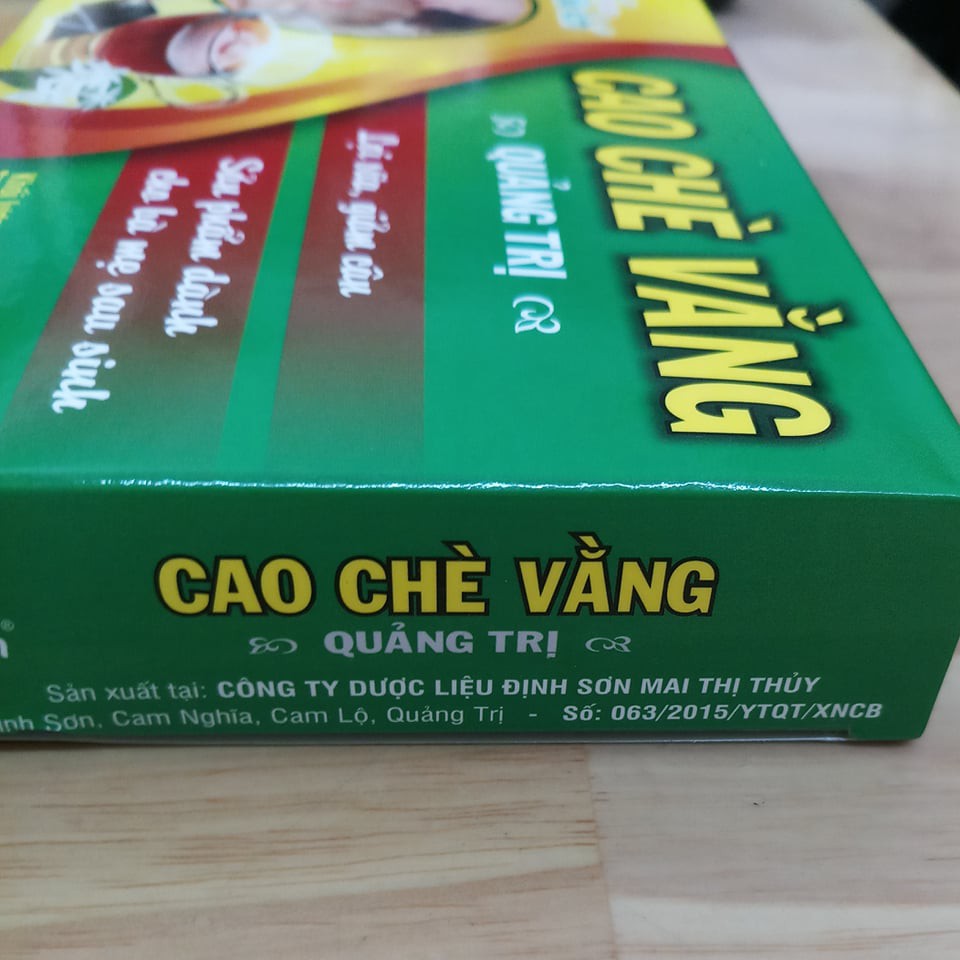 CAO CHÈ VẰNG
QUẢNG TRỊ
Lợi sữa, giảm cân
Sản phẩm dành
cho bà mẹ sau sinh
CAO CHÈ VẰNG
QUẢNG TRỊ
Sản xuất tại: CÔNG TY DƯỢC LIỆU ĐỊNH SƠN MAI THỊ THỦY
Sơn, Cam Nghĩa, Cam Lộ, Quảng Trị - Số: 063/2015/YTQT/XNCB